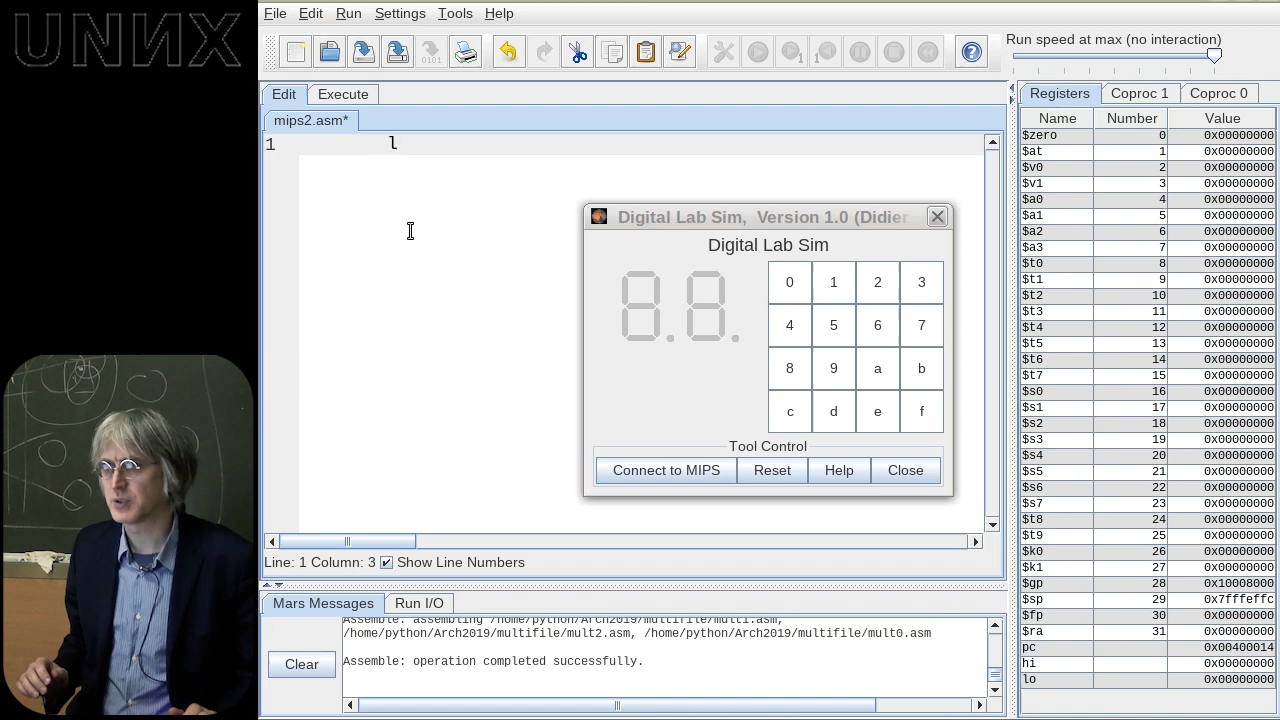 UNИX
File Edit Run Settings Tools Help
Run speed at max (no interaction)
Edit Execute
mips2.asm*
1 l
Digital Lab Sim, Version 1.0 (Didier
Digital Lab Sim
0 1 2 3
4 5 6 7
8 9 a b
c d e f
Tool Control
Connect to MIPS Reset Help Close
Line: 1 Column: 3 Show Line Numbers
Mars Messages Run I/O
Clear
Assemble: assembling /home/python/Arch2019/multifile/mult1.asm,
/home/python/Arch2019/multifile/mult2.asm, /home/python/Arch2019/multifile/mult0.asm
Assemble: operation completed successfully.
Registers Coproc 1 Coproc 0
Name Number Value
$zero 0 0x00000000
$at 1 0x00000000
$v0 2 0x00000000
$v1 3 0x00000000
$a0 4 0x00000000
$a1 5 0x00000000
$a2 6 0x00000000
$a3 7 0x00000000
$t0 8 0x00000000
$t1 9 0x00000000
$t2 10 0x00000000
$t3 11 0x00000000
$t4 12 0x00000000
$t5 13 0x00000000
$t6 14 0x00000000
$t7 15 0x00000000
$s0 16 0x00000000
$s1 17 0x00000000
$s2 18 0x00000000
$s3 19 0x00000000
$s4 20 0x00000000
$s5 21 0x00000000
$s6 22 0x00000000
$s7 23 0x00000000
$t8 24 0x00000000
$t9 25 0x00000000
$k0 26 0x00000000
$k1 27 0x00000000
$gp 28 0x10008000
$sp 29 0x7fffeffc
$fp 30 0x00000000
$ra 31 0x00000000
pc 0x00400014
hi 0x00000000
lo 0x00000000